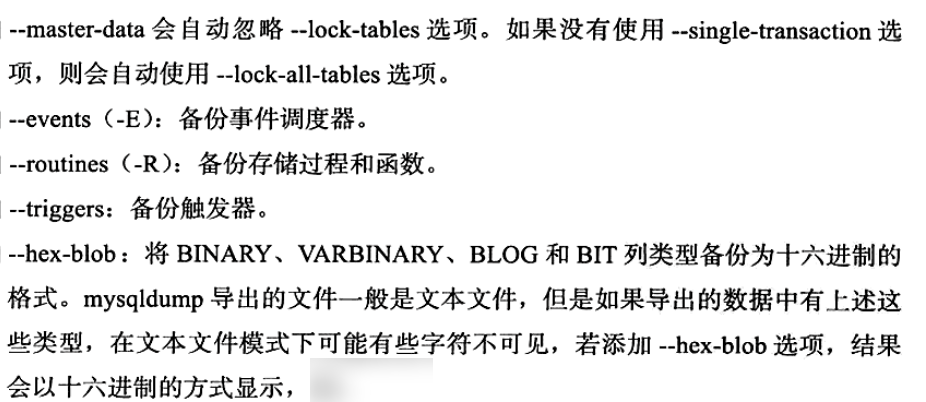 --master-data 会自动忽略 --lock-tables 选项。如果没有使用 --single-transaction 选
项，则会自动使用 --lock-all-tables 选项。
--events（-E）：备份事件调度器。
--routines（-R）：备份存储过程和函数。
--triggers：备份触发器。
--hex-blob：将 BINARY、VARBINARY、BLOG 和 BIT 列类型备份为十六进制的
格式。mysqldump 导出的文件一般是文本文件，但是如果导出的数据中有上述这
些类型，在文本文件模式下可能有些字符不可见，若添加 --hex-blob 选项，结果
会以十六进制的方式显示，